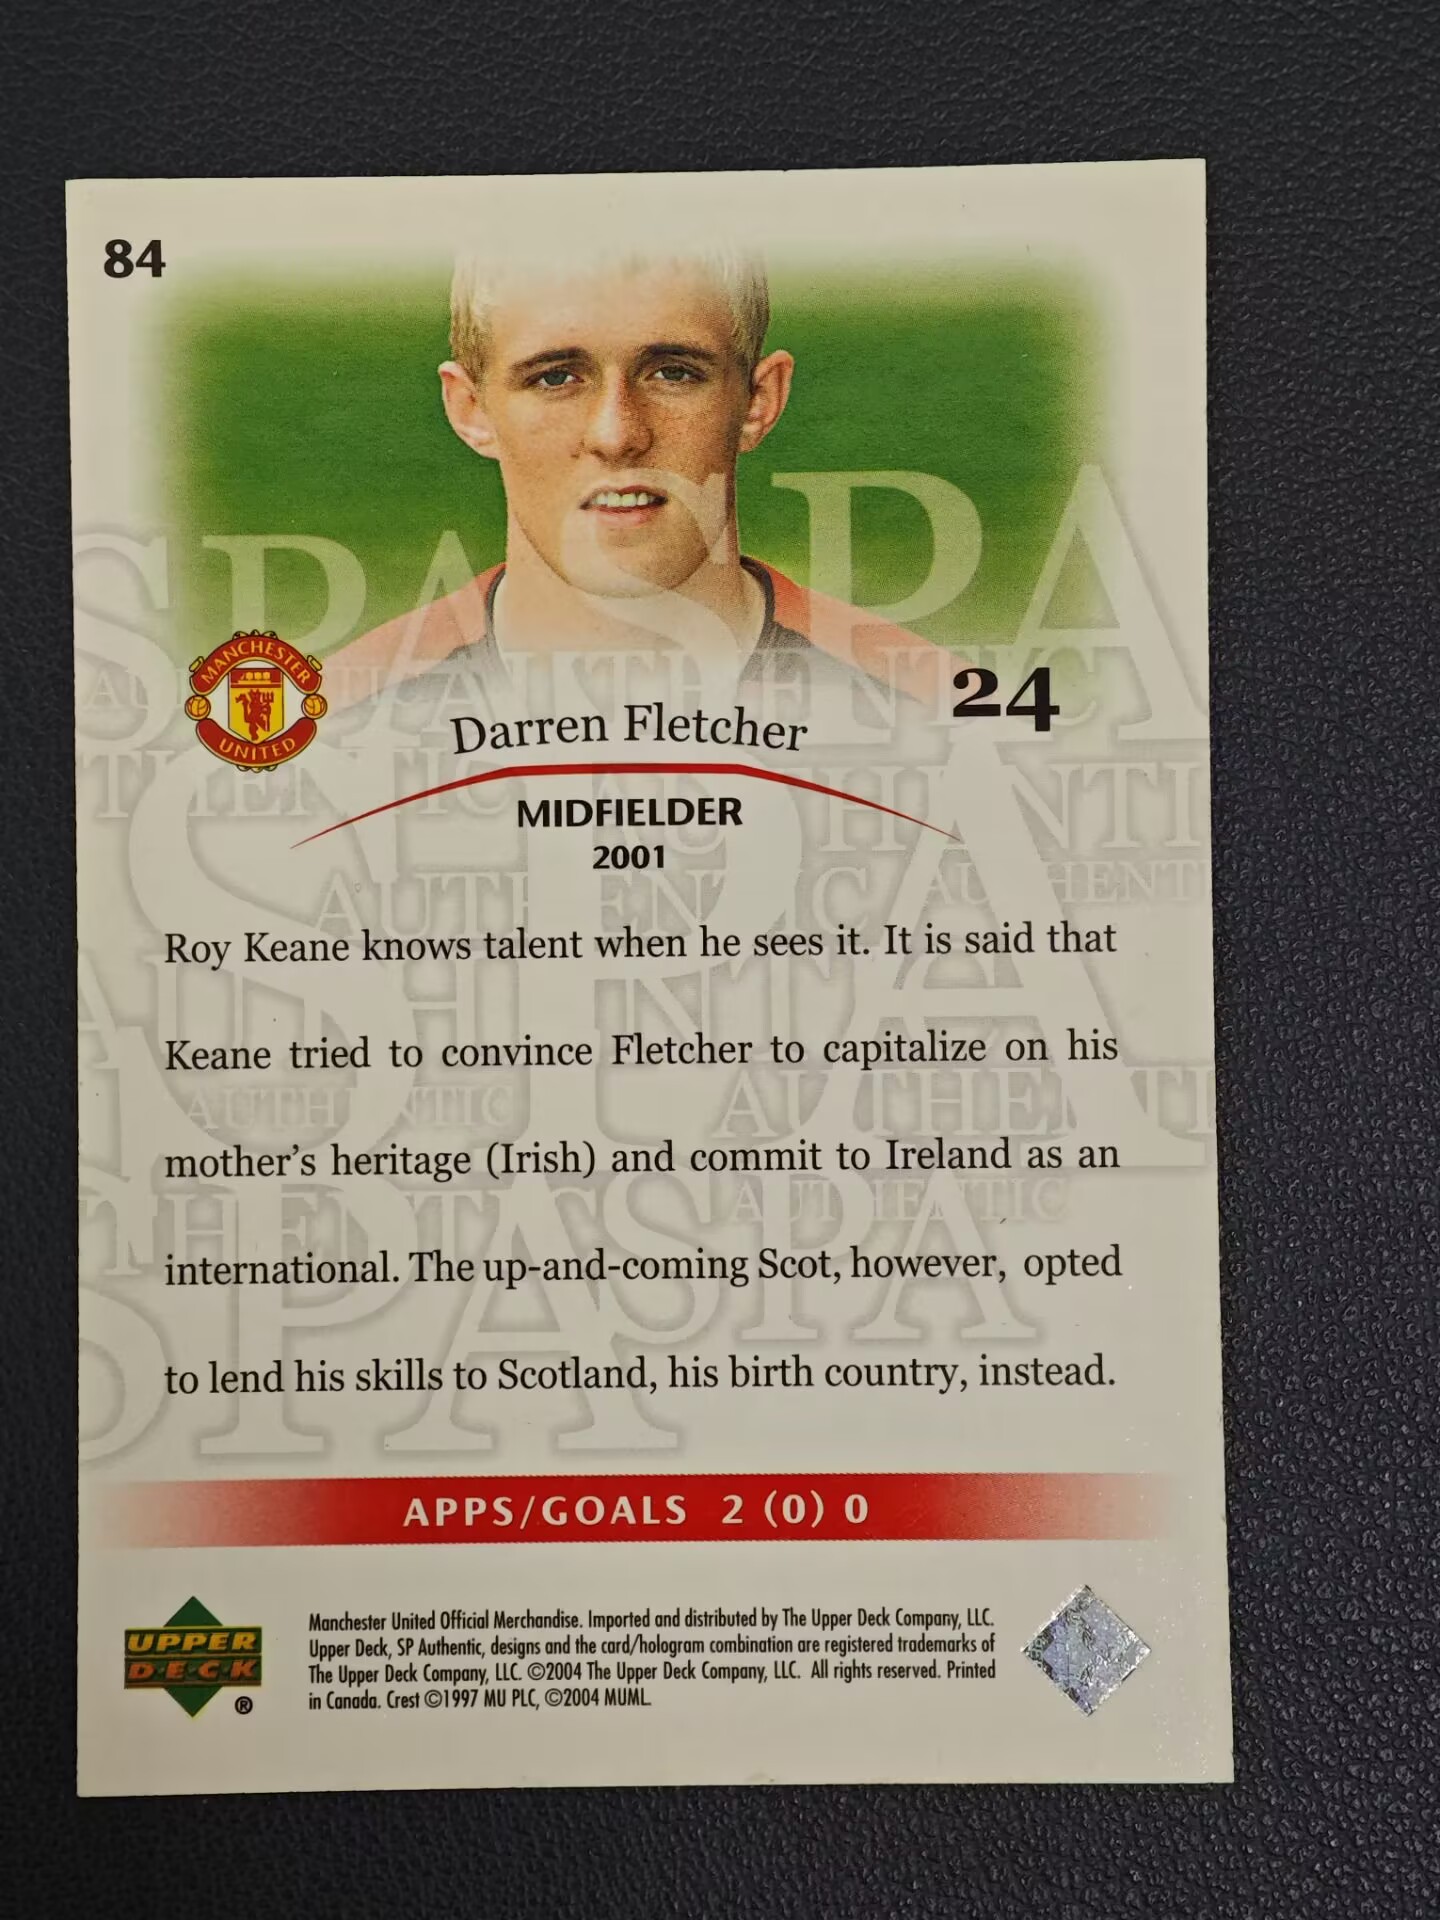 84
MANCHESTER
UNITED
24
Darren Fletcher
MIDFIELDER
2001
Roy Keane knows talent when he sees it. It is said that
Keane tried to convince Fletcher to capitalize on his
mother's heritage (Irish) and commit to Ireland as an
international. The up-and-coming Scot, however, opted
to lend his skills to Scotland, his birth country, instead.
APPS/GOALS 2 (0) 0
UPPER
D·E·C·K
®
Manchester United Official Merchandise. Imported and distributed by The Upper Deck Company, LLC.
Upper Deck, SP Authentic, designs and the card/hologram combination are registered trademarks of
The Upper Deck Company, LLC. ©2004 The Upper Deck Company, LLC. All rights reserved. Printed
in Canada. Crest ©1997 MU PLC, ©2004 MUML.